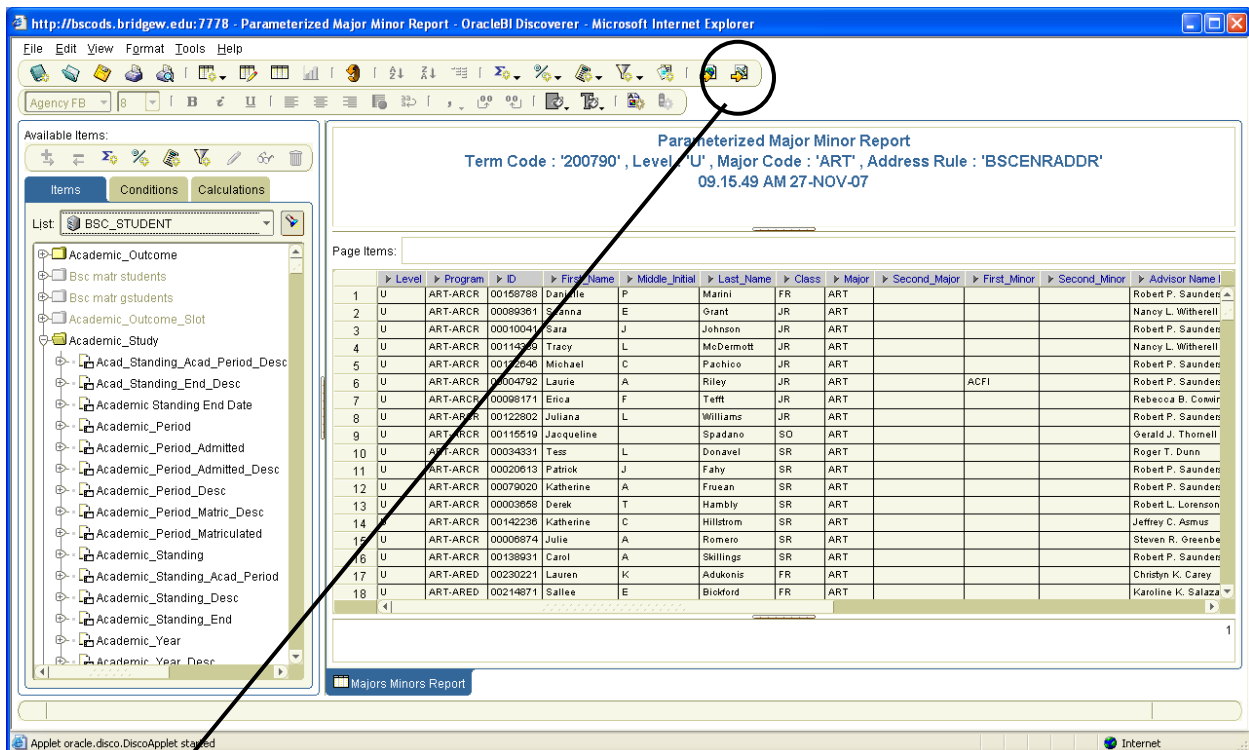 http://bscods.bridgew.edu:7778 - Parameterized Major Minor Report - OracleBI Discoverer - Microsoft Internet Explorer
File Edit View Format Tools Help
Agency FB 8 B i U
Available Items:
Items Conditions Calculations
List: BSC_STUDENT
Academic_Outcome
Bsc matr students
Bsc matr gstudents
Academic_Outcome_Slot
Academic_Study
Acad_Standing_Acad_Period_Desc
Acad_Standing_End_Desc
Academic Standing End Date
Academic_Period
Academic_Period_Admitted
Academic_Period_Admitted_Desc
Academic_Period_Desc
Academic_Period_Matric_Desc
Academic_Period_Matriculated
Academic_Standing
Academic_Standing_Acad_Period
Academic_Standing_Desc
Academic_Standing_End
Academic_Year
Academic_Year_Desc
Parameterized Major Minor Report
Term Code : '200790' , Level : 'U' , Major Code : 'ART' , Address Rule : 'BSCENRADDR'
09.15.49 AM 27-NOV-07
Page Items:
Level Program ID First_Name Middle_Initial Last_Name Class Major Second_Major First_Minor Second_Minor Advisor Name
1 U ART-ARCR 00158788 Danielle P Marini FR ART Robert P. Saunders
2 U ART-ARCR 00089361 E Grant JR ART Nancy L. Witherell
3 U ART-ARCR 00010041 Sara J Johnson JR ART Robert P. Saunders
4 U ART-ARCR Tracy L McDermott JR ART Nancy L. Witherell
5 U ART-ARCR Michael C Pachico JR ART Robert P. Saunders
6 U ART-ARCR 00004792 Laurie A Riley JR ART ACFI Robert P. Saunders
7 U ART-ARCR 00098171 Erica F Tefft JR ART Rebecca B.
8 U ART-ARCR 00122802 Juliana L Williams JR ART Robert P. Saunders
9 U ART-ARCR 00115519 Jacqueline Spadano SO ART Gerald J. Thornell
10 U ART-ARCR 00034331 Tess L Donavel SR ART Roger T. Dunn
11 U ART-ARCR 00020613 Patrick J Fahy SR ART Robert P. Saunders
12 U ART-ARCR 00079020 Katherine A Fruean SR ART Robert P. Saunders
13 U ART-ARCR 00003658 Derek T Hambly SR ART Robert L. Lorenson
14 U ART-ARCR 00142236 Katherine C Hillstrom SR ART Jeffrey C. Asmus
15 U ART-ARCR 00006874 Julie A Romero SR ART Steven R. Greenbe
16 U ART-ARCR 00138931 Carol A Skillings SR ART Robert P. Saunders
17 U ART-ARED 00230221 Lauren K Adukonis FR ART Christyn K. Carey
18 U ART-ARED 00214871 Sallee E Bickford FR ART Karoline K. Salaza
1
Majors Minors Report
Applet oracle.disco.DiscoApplet started
Internet